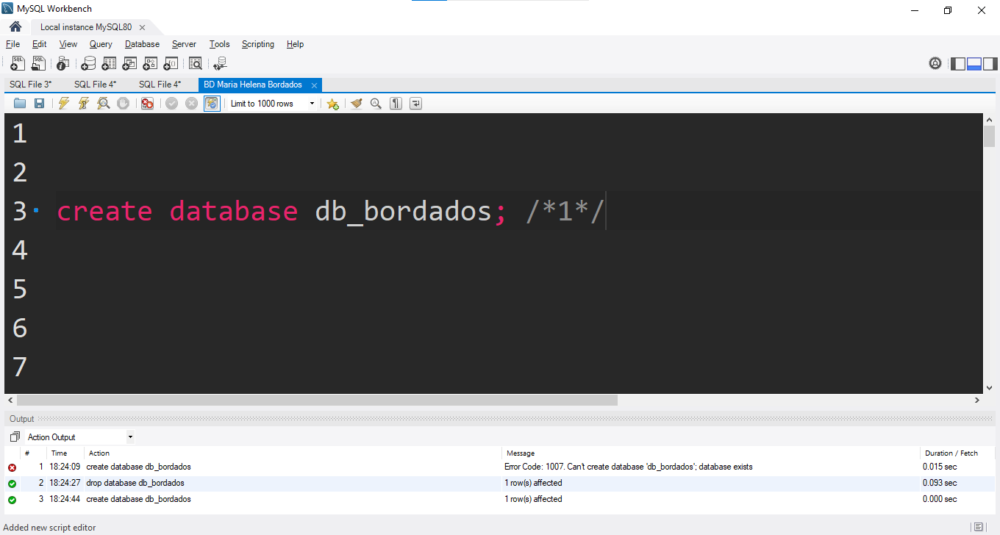 MySQL Workbench
Local instance MySQL80
File Edit View Query Database Server Tools Scripting Help
SQL File 3* SQL File 4* SQL File 4* BD Maria Helena Bordados
Limit to 1000 rows
1
2
3 create database db_bordados; /*1*/
4
5
6
7
Output
Action Output
# Time Action Message Duration / Fetch
1 18:24:09 create database db_bordados Error Code: 1007. Can't create database 'db_bordados'; database exists 0.015 sec
2 18:24:27 drop database db_bordados 1 row(s) affected 0.093 sec
3 18:24:44 create database db_bordados 1 row(s) affected 0.000 sec
Added new script editor